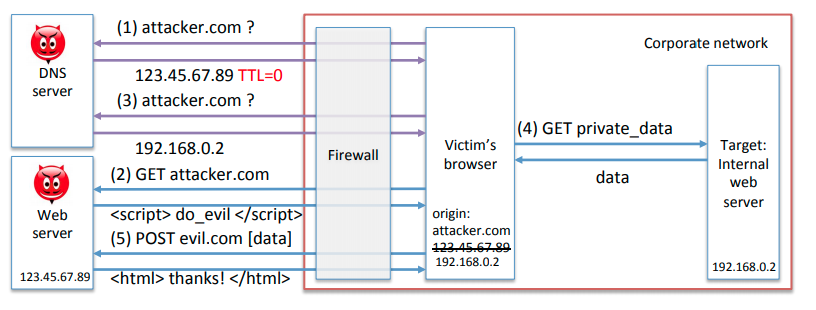 (1) attacker.com ?
Corporate network
DNS
server
123.45.67.89 TTL=0
(3) attacker.com ?
192.168.0.2
Firewall
Victim's
browser
(4) GET private_data
data
Target:
Internal
web
server
(2) GET attacker.com
Web
server
<script> do_evil </script>
origin:
attacker.com
123.45.67.89
192.168.0.2
(5) POST evil.com [data]
123.45.67.89
<html> thanks! </html>
192.168.0.2